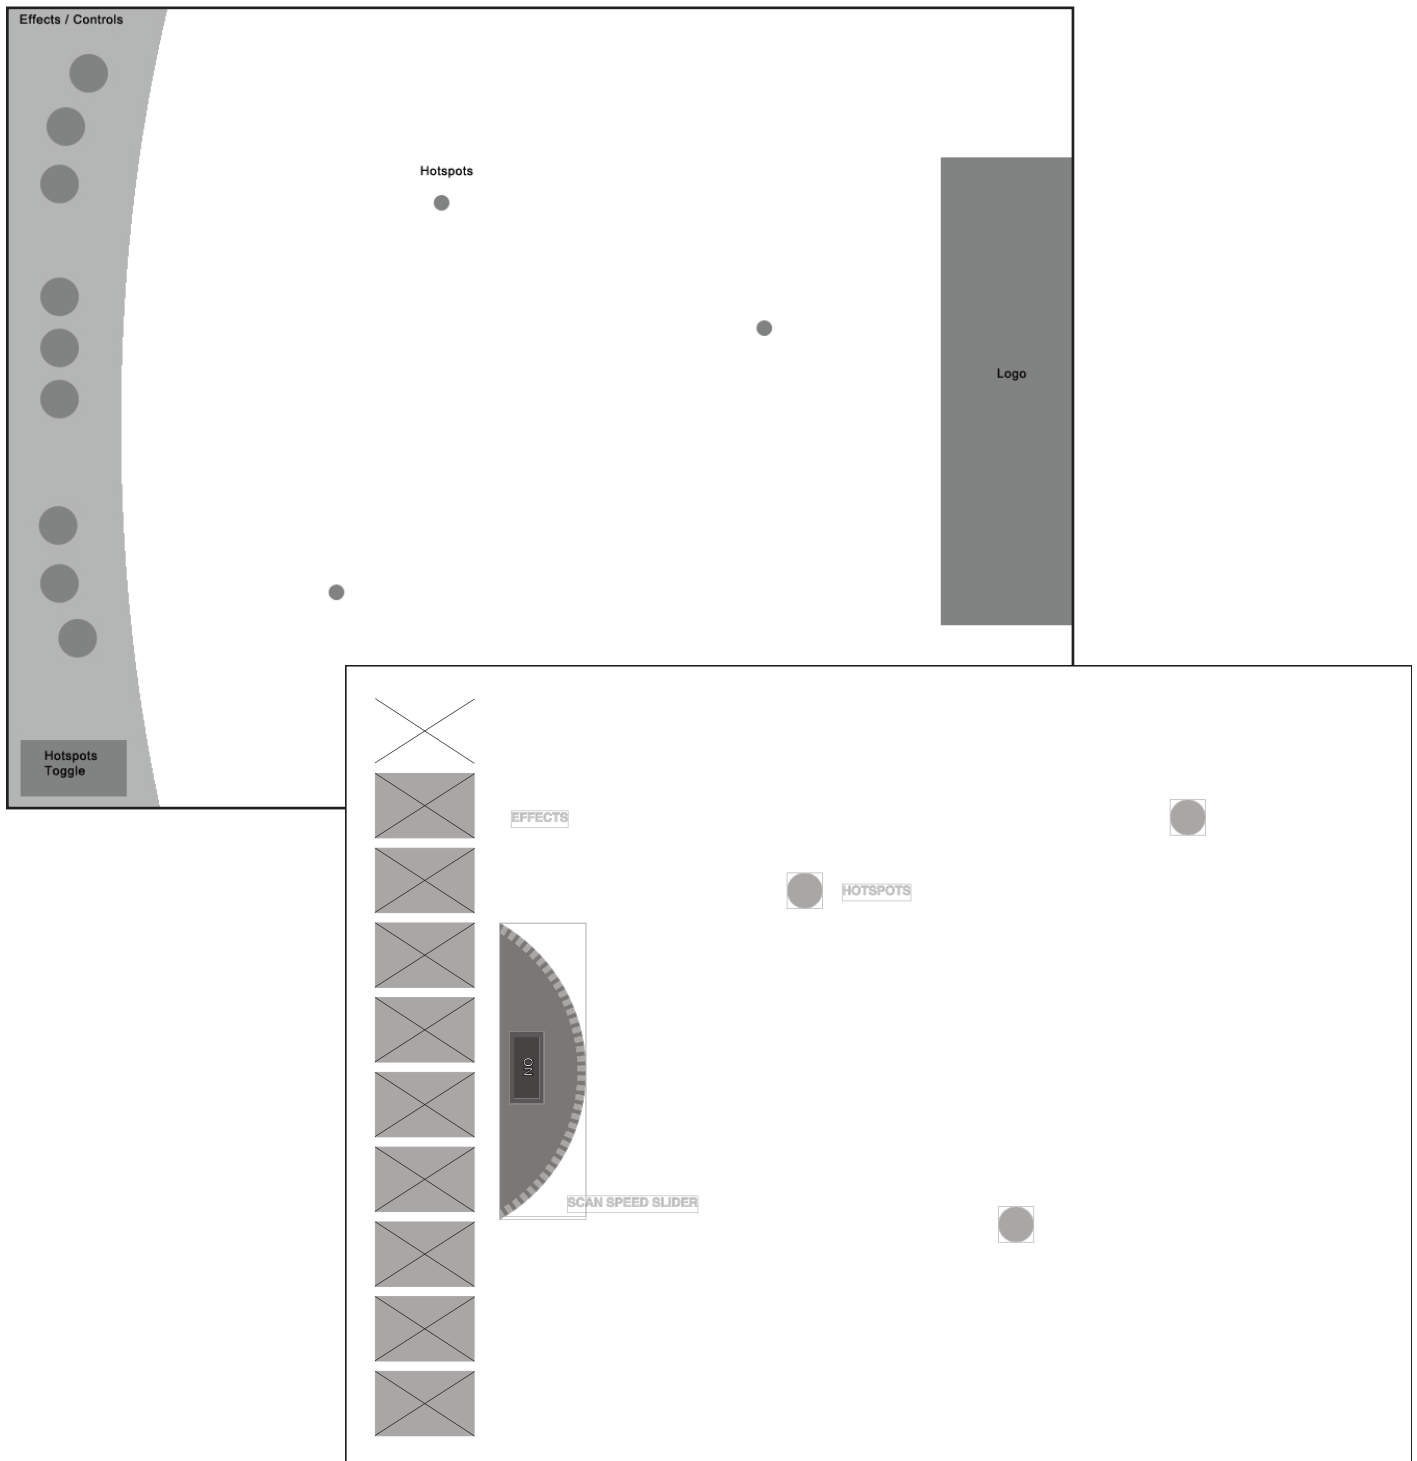 Effects / Controls
Hotspots
Logo
Hotspots
Toggle
EFFECTS
HOTSPOTS
ON
SCAN SPEED SLIDER